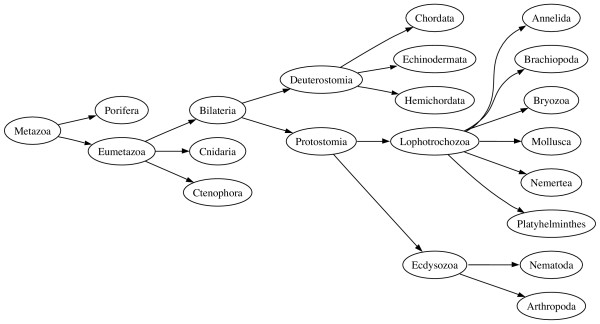 Metazoa
Porifera
Eumetazoa
Bilateria
Cnidaria
Ctenophora
Deuterostomia
Protostomia
Chordata
Echinodermata
Hemichordata
Lophotrochozoa
Ecdysozoa
Annelida
Brachiopoda
Bryozoa
Mollusca
Nemertea
Platyhelminthes
Nematoda
Arthropoda